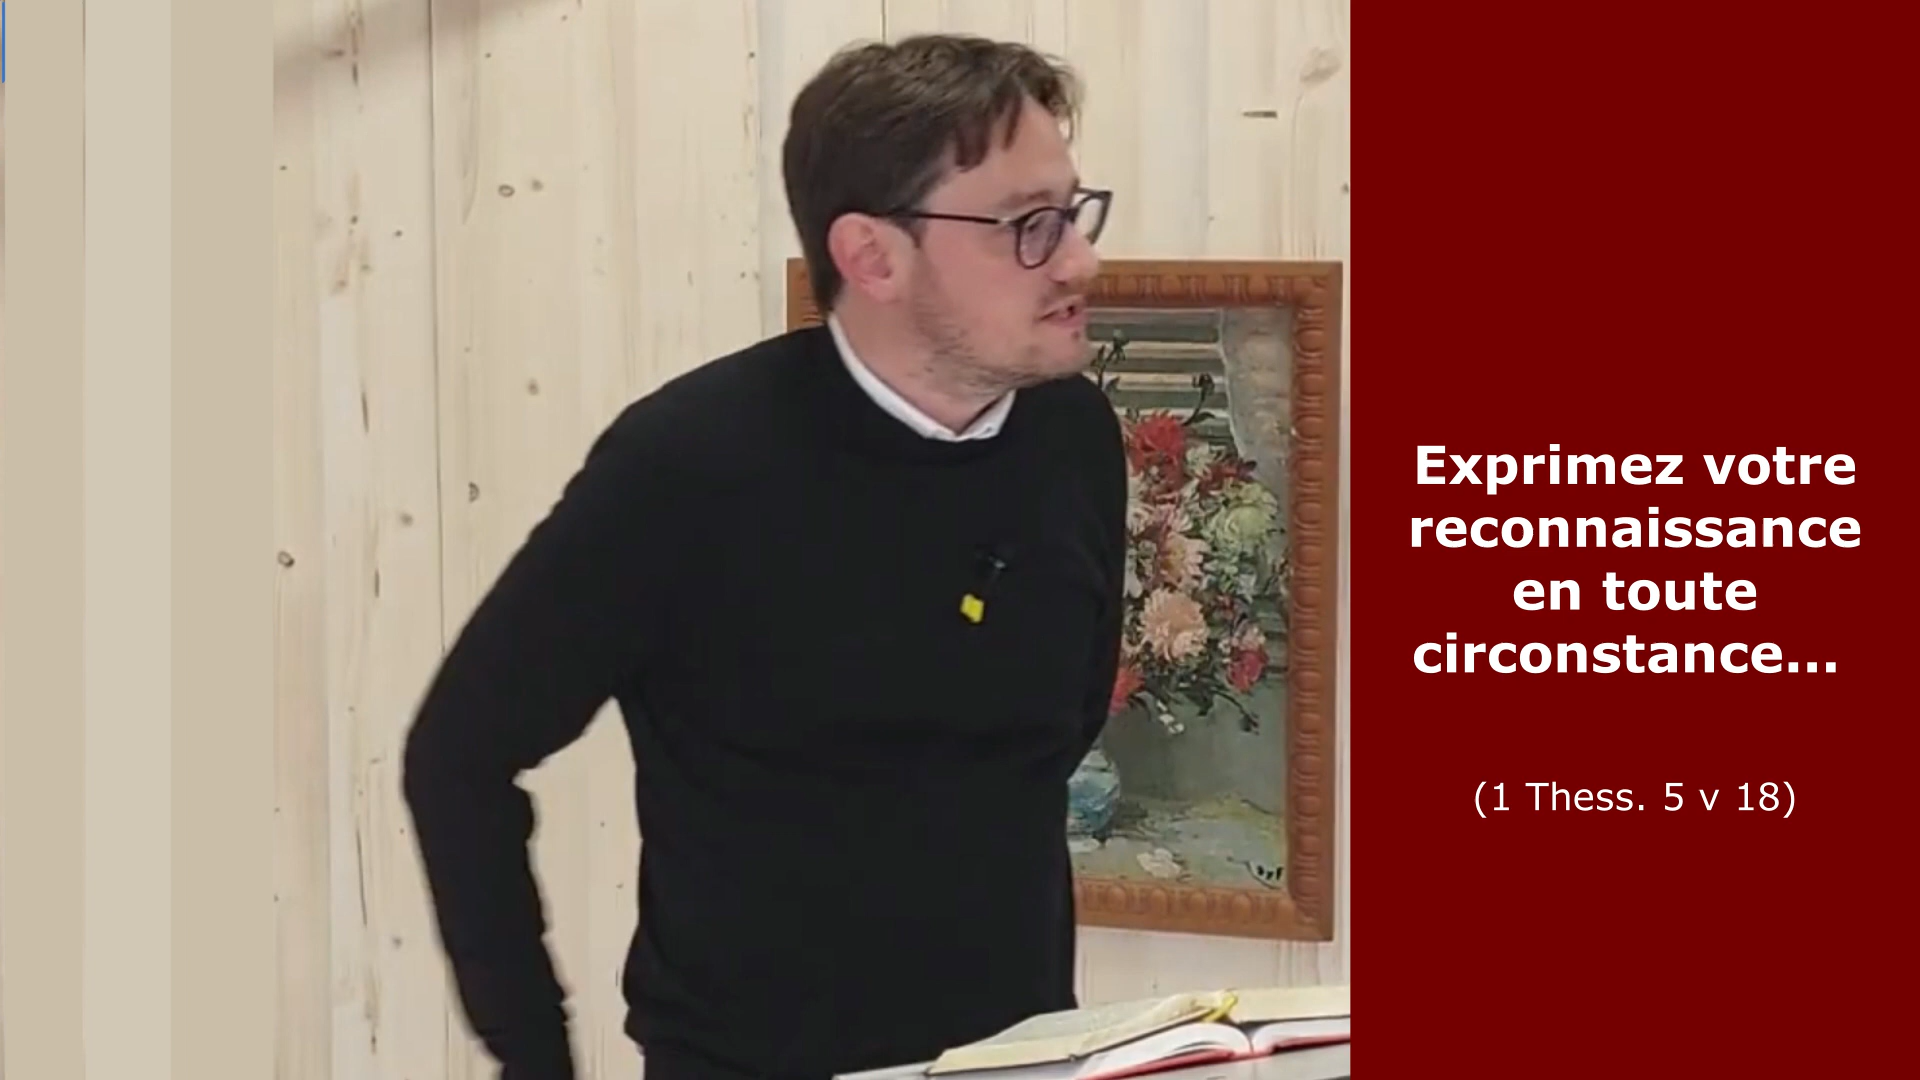 Exprimez votre
reconnaissance
en toute
circonstance...
(1 Thess. 5 v 18)